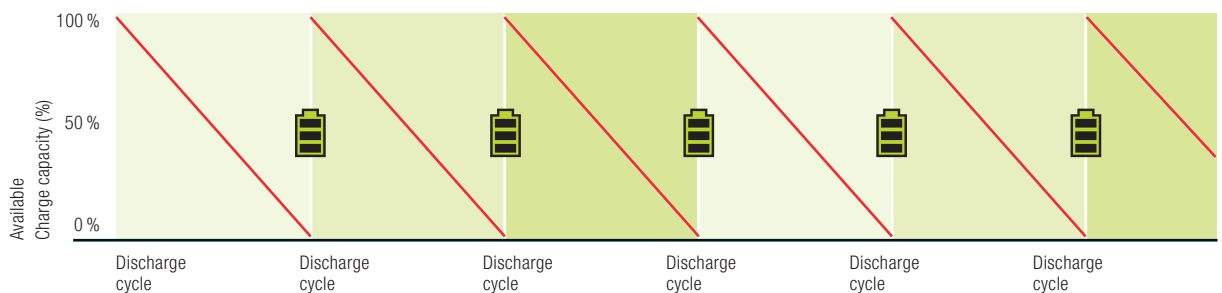 100 %
50 %
0 %
Available
Charge capacity (%)
Discharge
cycle
Discharge
cycle
Discharge
cycle
Discharge
cycle
Discharge
cycle
Discharge
cycle